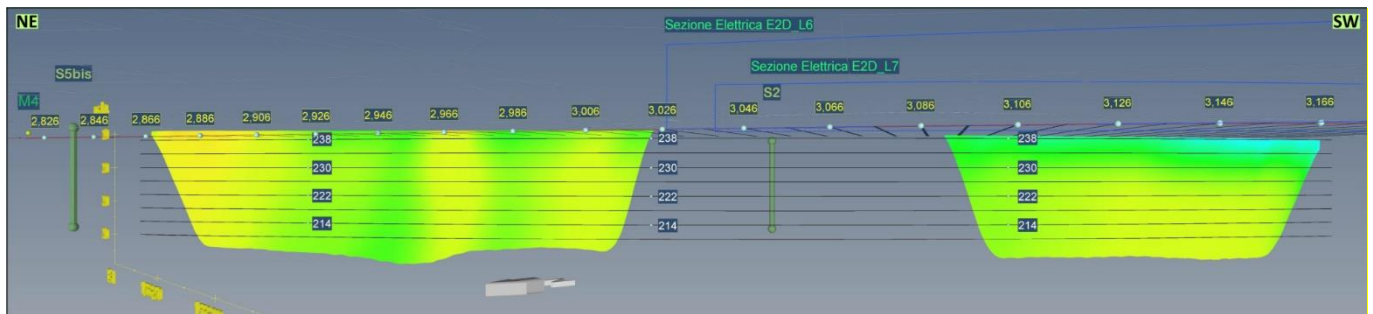 NE
SW
Sezione Elettrica E2D_L6
Sezione Elettrica E2D_L7
S5bis
S2
M4
2,826 2,846 2,866 2,886 2,906 2,926 2,946 2,966 2,986 3,006 3,026 3,046 3,066 3,086 3,106 3,126 3,146 3,166
238 238 238
230 230 230
222 222 222
214 214 214